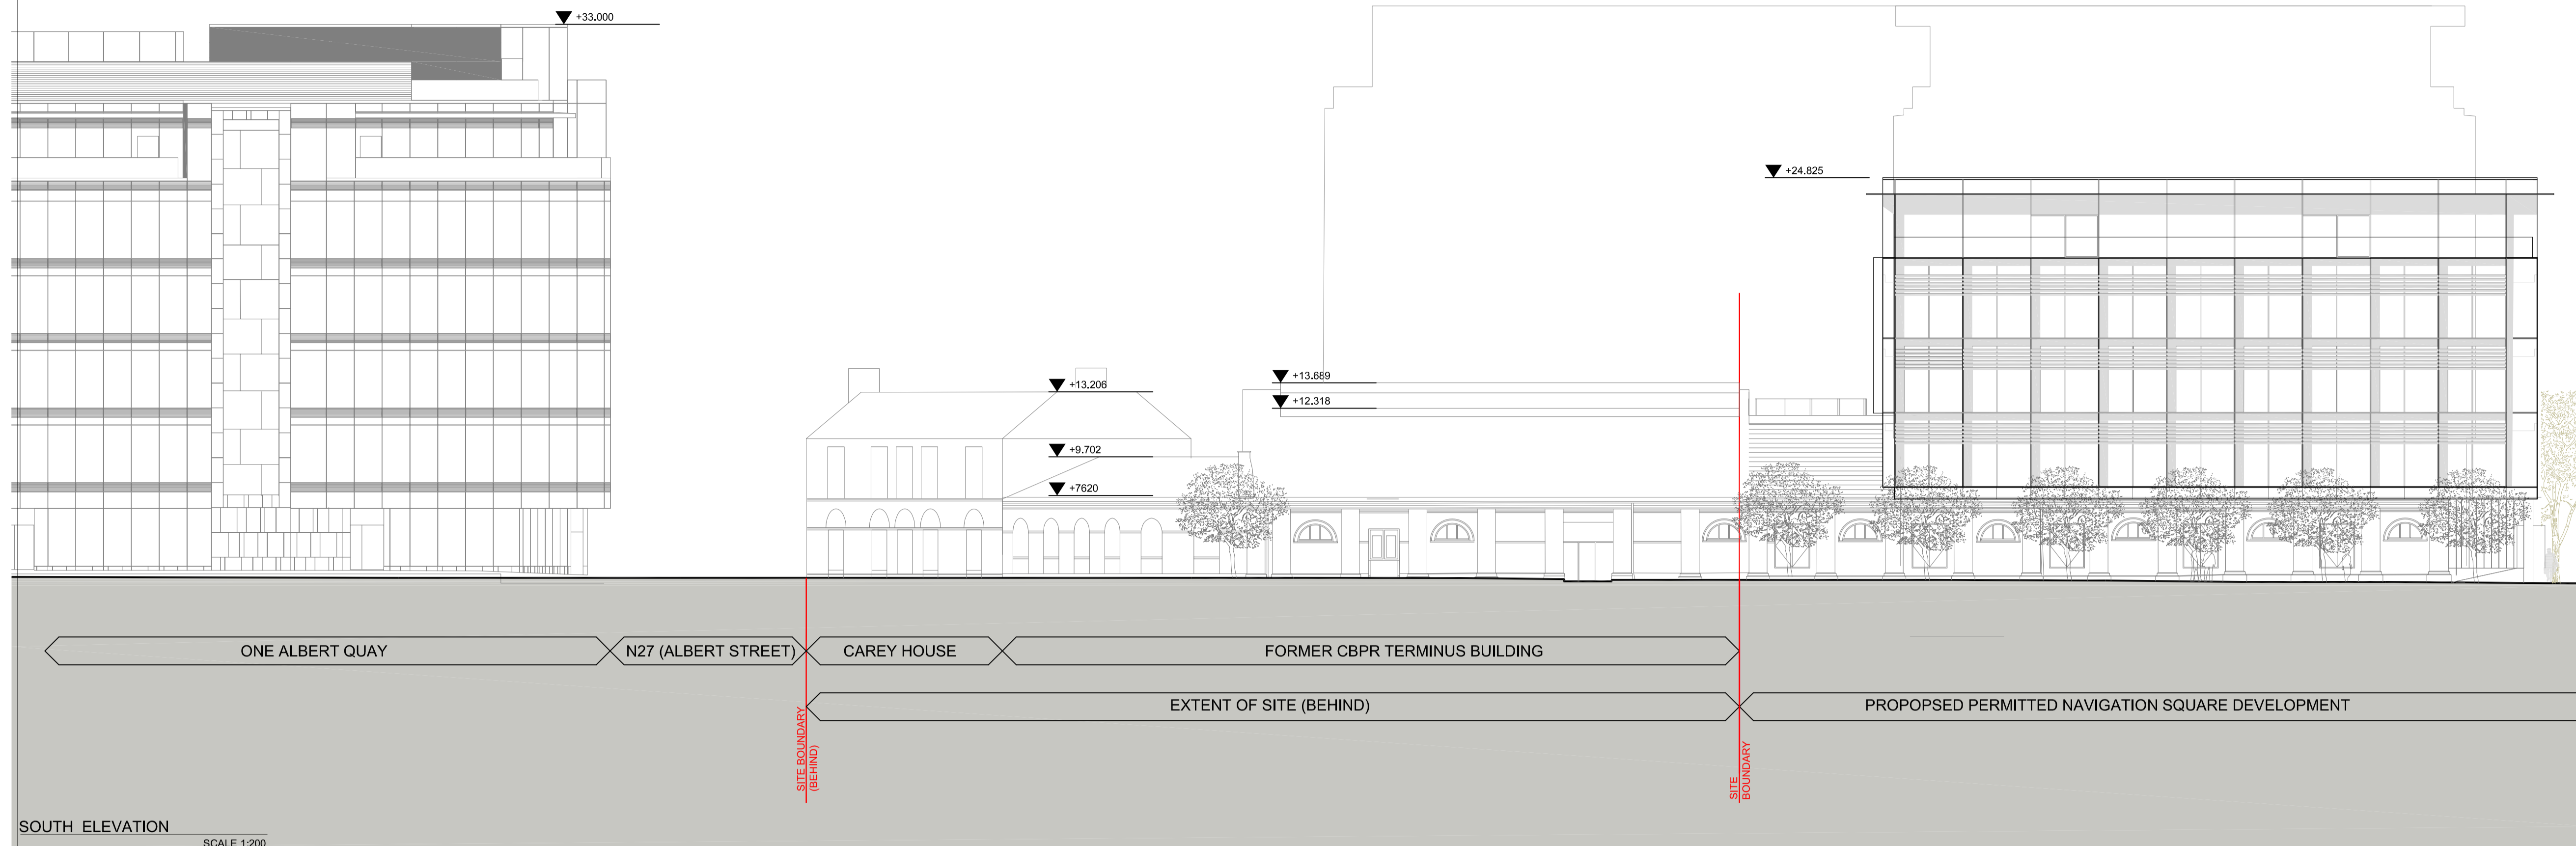 +33.000
+24.825
+13.689
+13.206
+12.318
+9.702
+7620
ONE ALBERT QUAY
N27 (ALBERT STREET)
CAREY HOUSE
FORMER CBPR TERMINUS BUILDING
EXTENT OF SITE (BEHIND)
PROPOPSED PERMITTED NAVIGATION SQUARE DEVELOPMENT
SITE BOUNDARY
(BEHIND)
SITE
BOUNDARY
SOUTH ELEVATION
SCALE 1:200